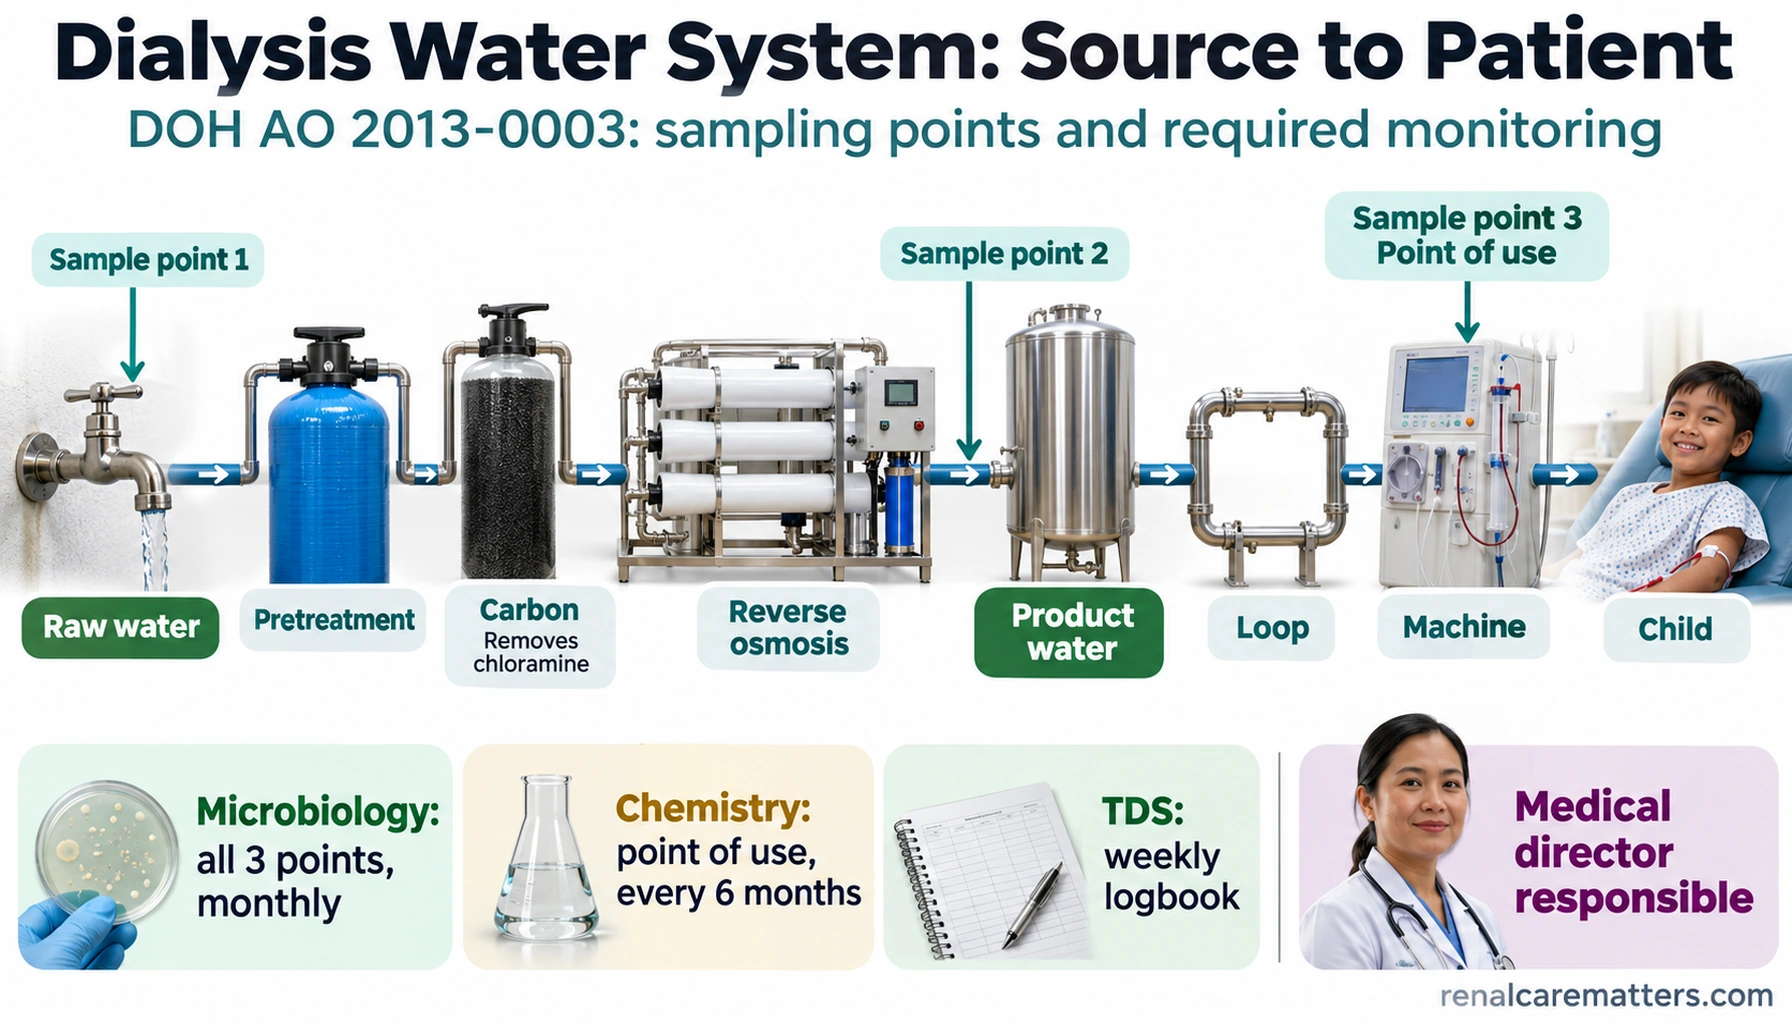 Dialysis Water System: Source to Patient
DOH AO 2013-0003: sampling points and required monitoring
Sample point 1
Sample point 2
Sample point 3
Point of use
Raw water
Pretreatment
Carbon
Removes
chloramine
Reverse
osmosis
Product
water
Loop
Machine
Child
Microbiology:
all 3 points,
monthly
Chemistry:
point of use,
every 6 months
TDS:
weekly
logbook
Medical
director
responsible
renalcarematters.com